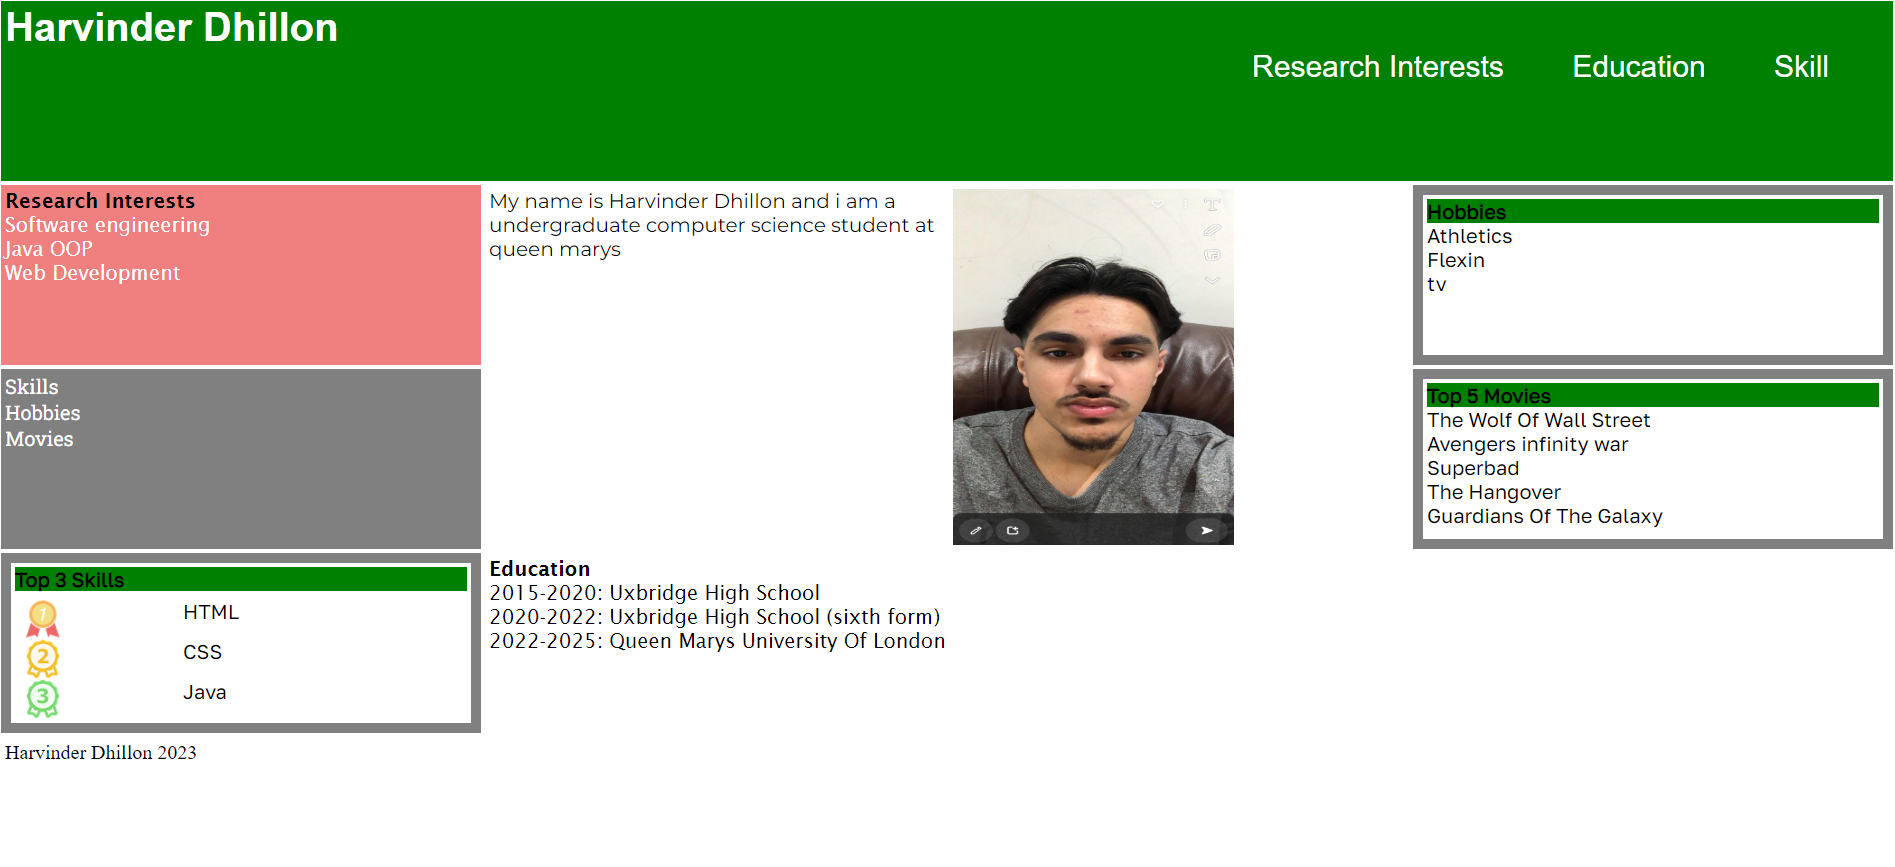 Harvinder Dhillon
Research Interests Education Skill
Research Interests
Software engineering
Java OOP
Web Development
My name is Harvinder Dhillon and i am a
undergraduate computer science student at
queen marys
Hobbies
Athletics
Flexin
tv
Skills
Hobbies
Movies
Top 5 Movies
The Wolf Of Wall Street
Avengers infinity war
Superbad
The Hangover
Guardians Of The Galaxy
Top 3 Skills
1 HTML
2 CSS
3 Java
Education
2015-2020: Uxbridge High School
2020-2022: Uxbridge High School (sixth form)
2022-2025: Queen Marys University Of London
Harvinder Dhillon 2023